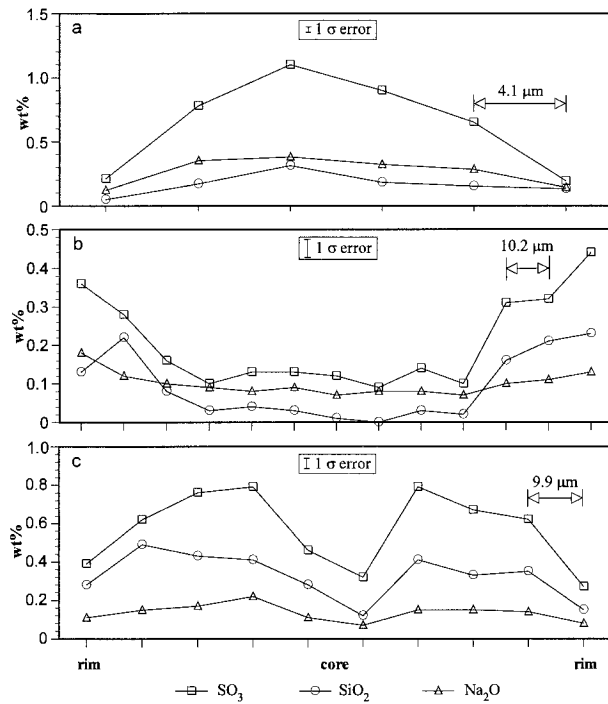 a
1 σ error
4.1 µm
wt%
1.5
1.0
0.5
0
b
1 σ error
10.2 µm
wt%
0.5
0.4
0.3
0.2
0.1
0
c
1 σ error
9.9 µm
wt%
1.0
0.8
0.6
0.4
0.2
0
rim core rim
SO₃ SiO₂ Na₂O